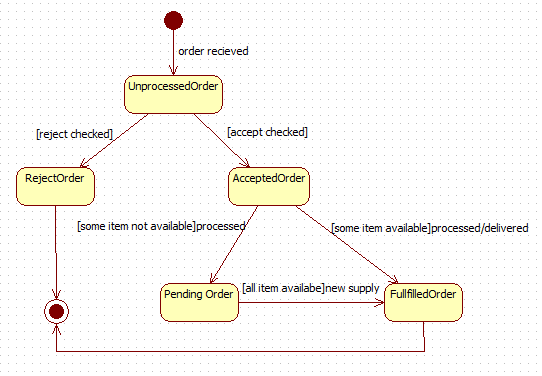 order recieved
UnprocessedOrder
[reject checked]
[accept checked]
RejectOrder
AcceptedOrder
[some item not available]processed
[some item available]processed/delivered
Pending Order
[all item availabe]new supply
FullfilledOrder